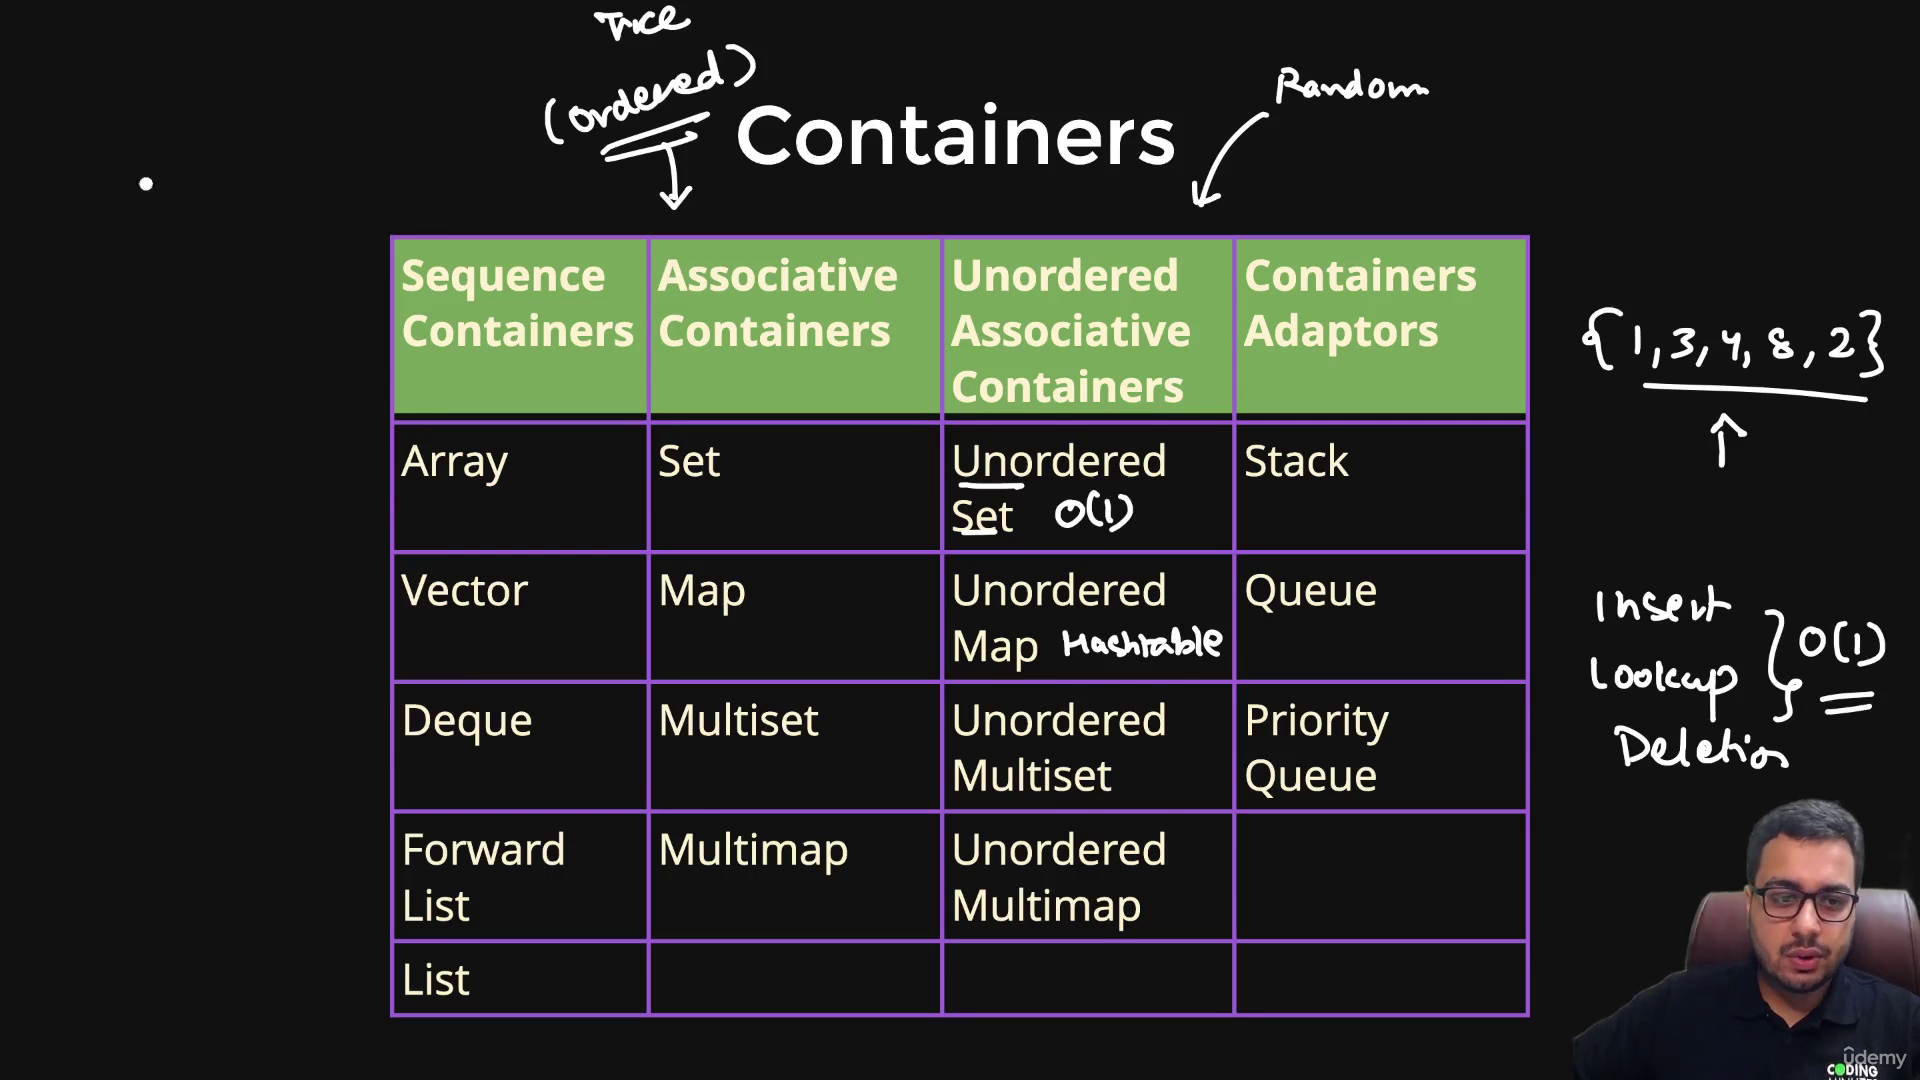 Tree
(ordered)
Random
Containers
Sequence Containers
Associative Containers
Unordered Associative Containers
Containers Adaptors
{1, 3, 4, 8, 2}
Array
Set
Unordered Set O(1)
Stack
Vector
Map
Unordered Map Hashtable
Queue
Insert
Lookup
Deletion
O(1)
Deque
Multiset
Unordered Multiset
Priority Queue
Forward List
Multimap
Unordered Multimap
List
udemy
CODING